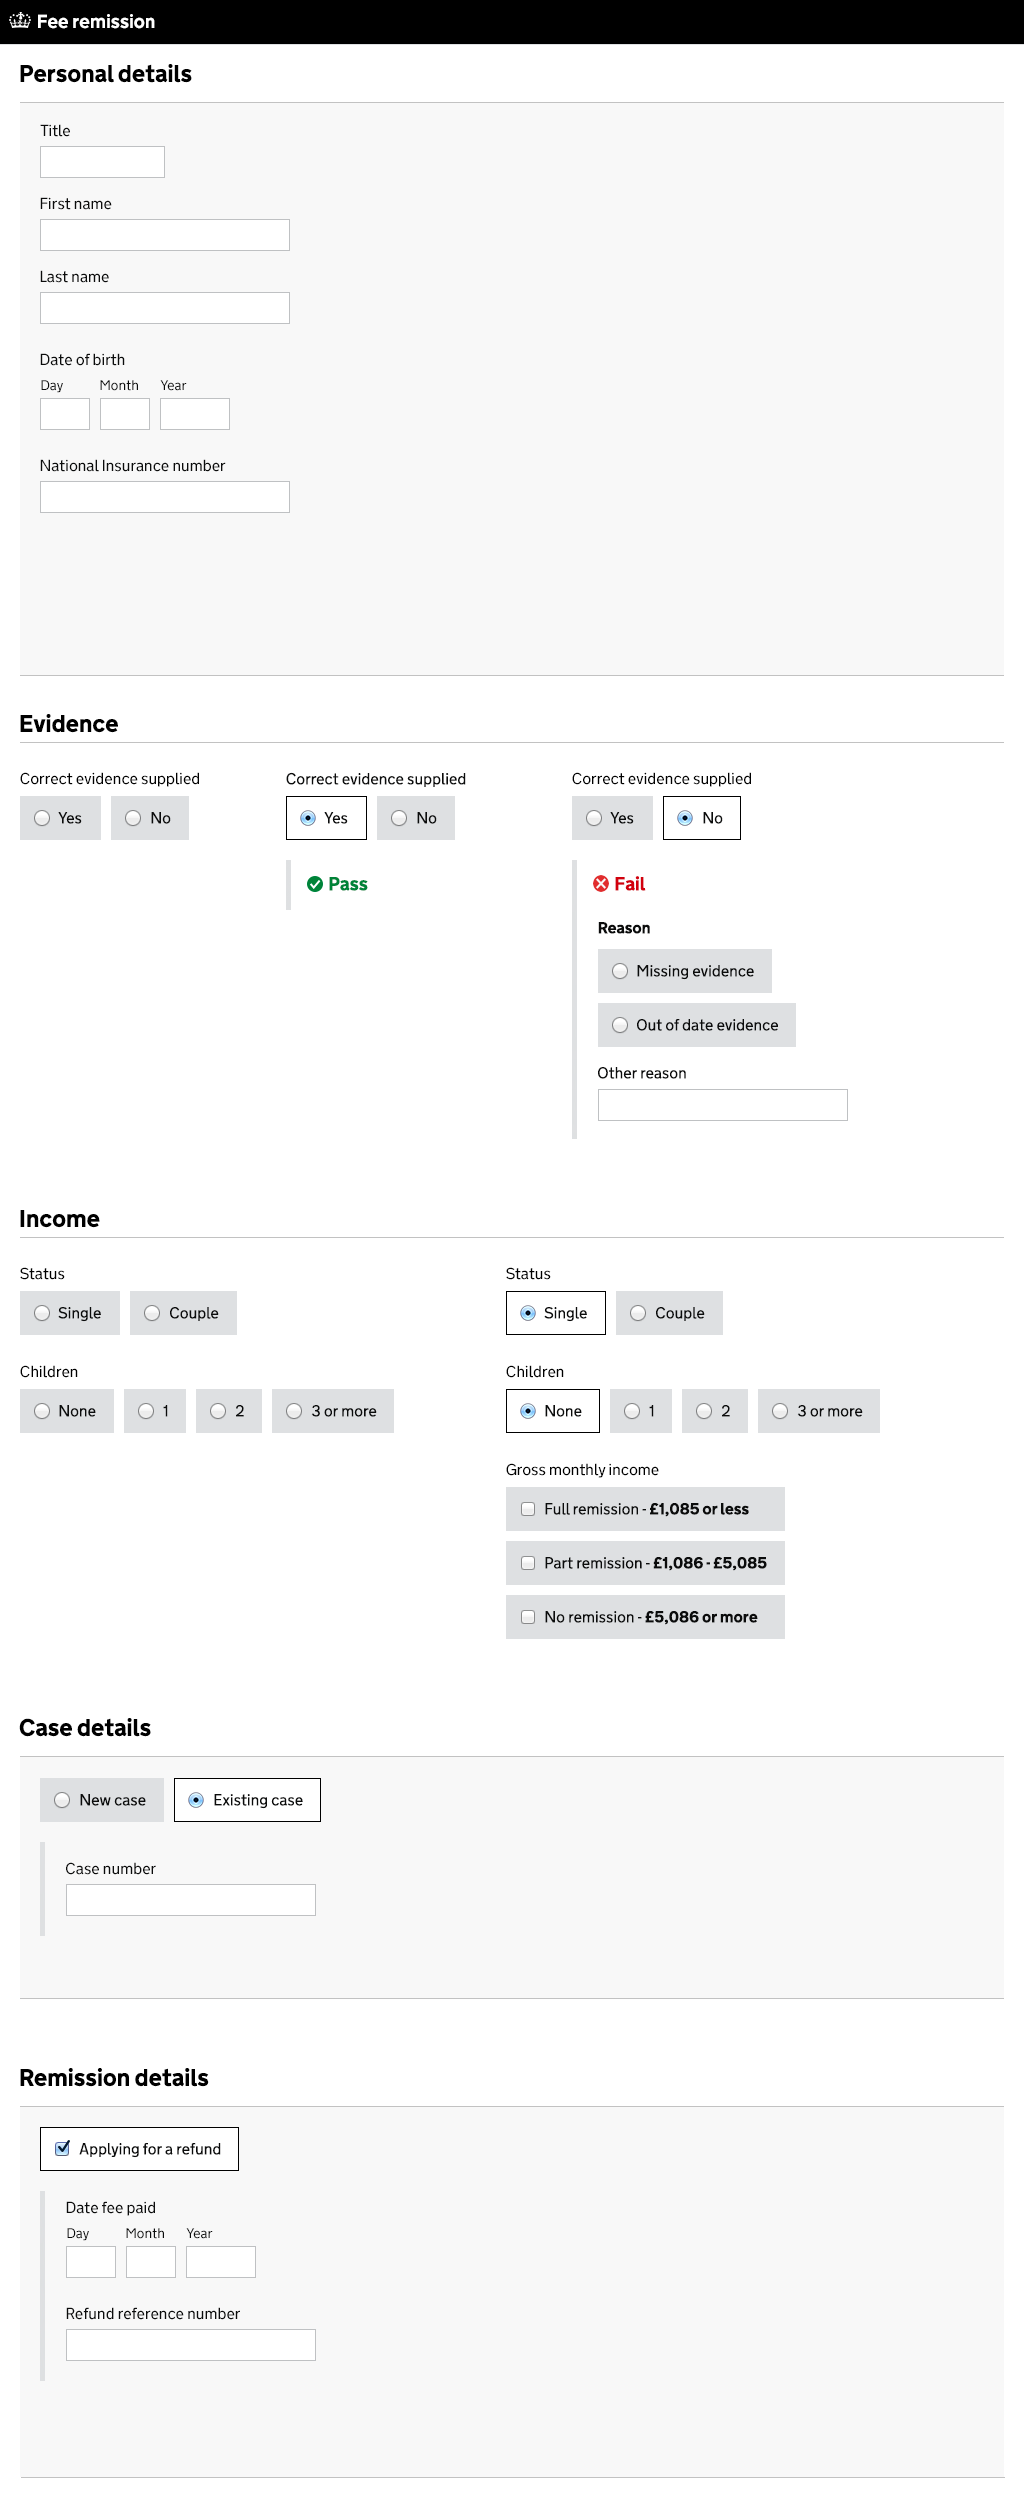 Fee remission
Personal details
Title
First name
Last name
Date of birth
Day Month Year
National Insurance number
Evidence
Correct evidence supplied
Yes No
Correct evidence supplied
Yes No
Pass
Correct evidence supplied
Yes No
Fail
Reason
Missing evidence
Out of date evidence
Other reason
Income
Status
Single Couple
Children
None 1 2 3 or more
Status
Single Couple
Children
None 1 2 3 or more
Gross monthly income
Full remission - £1,085 or less
Part remission - £1,086 - £5,085
No remission - £5,086 or more
Case details
New case Existing case
Case number
Remission details
Applying for a refund
Date fee paid
Day Month Year
Refund reference number